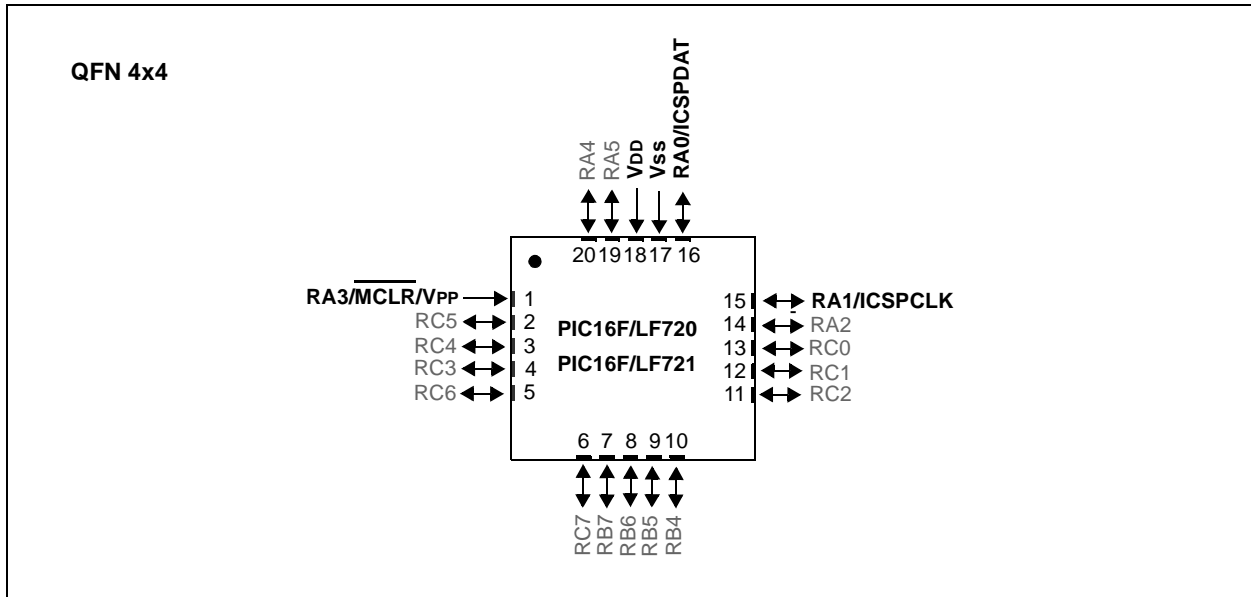 QFN 4x4
RA4
RA5
VDD
VSS
RA0/ICSPDAT
20 19 18 17 16
RA3/MCLR/VPP 1
RC5 2
RC4 3
RC3 4
RC6 5
PIC16F/LF720
PIC16F/LF721
15 RA1/ICSPCLK
14 RA2
13 RC0
12 RC1
11 RC2
6 7 8 9 10
RC7
RB7
RB6
RB5
RB4